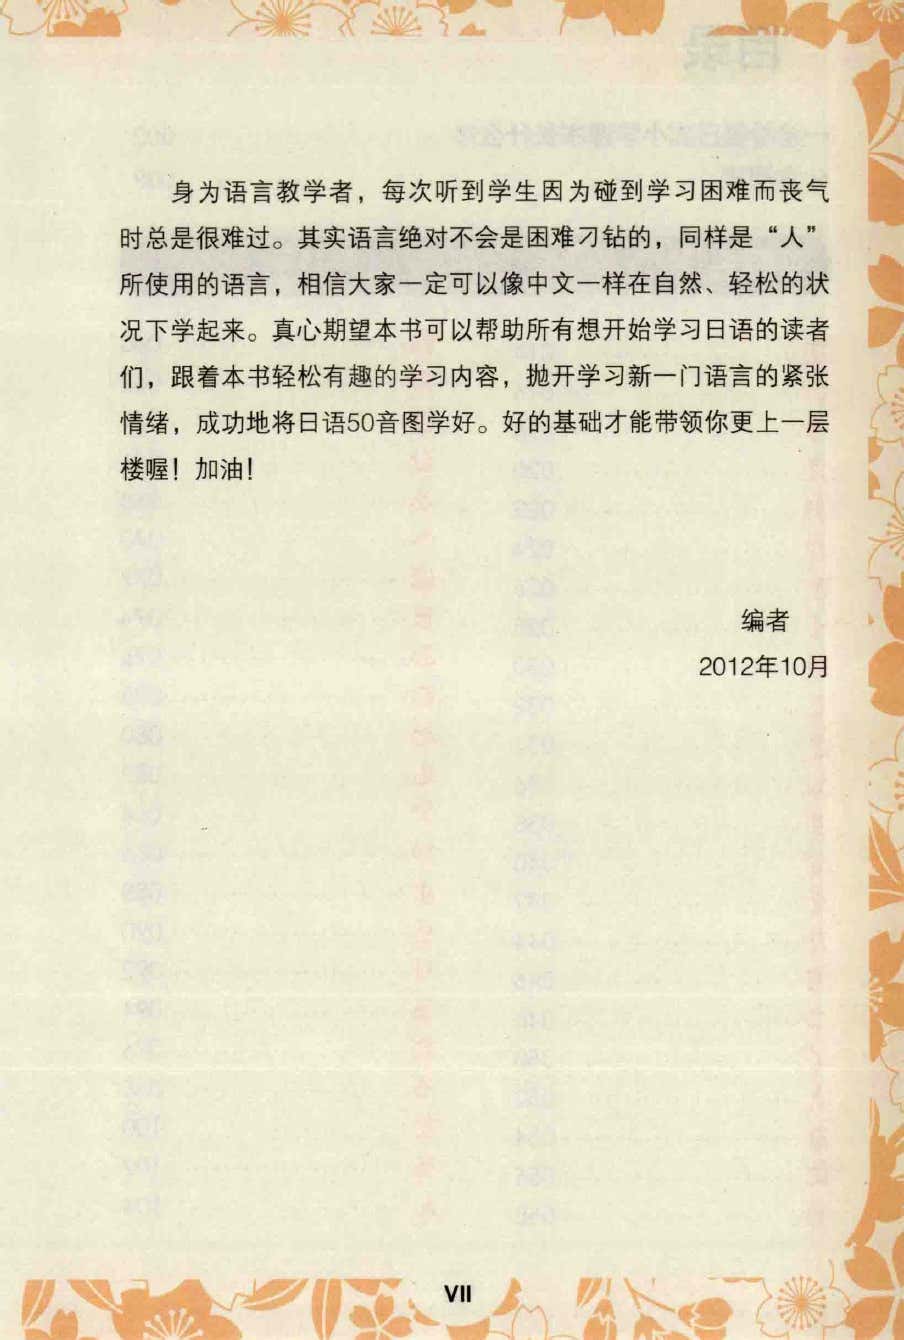 身为语言教学者，每次听到学生因为碰到学习困难而丧气
时总是很难过。其实语言绝对不会是困难刁钻的，同样是“人”
所使用的语言，相信大家一定可以像中文一样在自然、轻松的状
况下学起来。真心期望本书可以帮助所有想开始学习日语的读者
们，跟着本书轻松有趣的学习内容，抛开学习新一门语言的紧张
情绪，成功地将日语50音图学好。好的基础才能带领你更上一层
楼喔！加油！
编者
2012年10月
VII